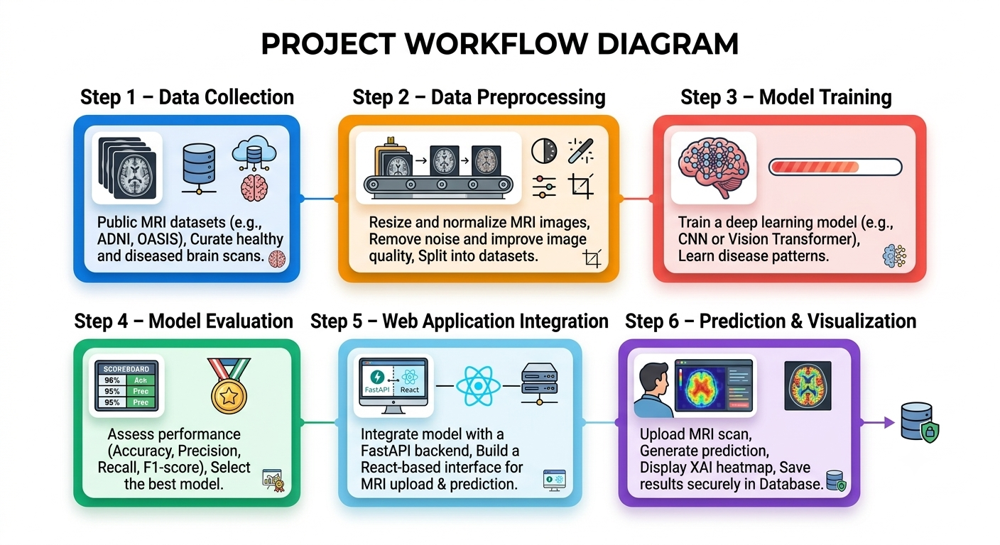 PROJECT WORKFLOW DIAGRAM
Step 1 – Data Collection
Public MRI datasets (e.g.,
ADNI, OASIS), Curate healthy
and diseased brain scans.
Step 2 – Data Preprocessing
Resize and normalize MRI images,
Remove noise and improve image
quality, Split into datasets.
Step 3 – Model Training
Train a deep learning model (e.g.,
CNN or Vision Transformer),
Learn disease patterns.
Step 4 – Model Evaluation
SCOREBOARD
96% Ack
95% Prec
95% Prec
Assess performance
(Accuracy, Precision,
Recall, F1-score), Select
the best model.
Step 5 – Web Application Integration
FastAPI React
Integrate model with a
FastAPI backend, Build a
React-based interface for
MRI upload & prediction.
Step 6 – Prediction & Visualization
Upload MRI scan,
Generate prediction,
Display XAI heatmap, Save
results securely in Database.